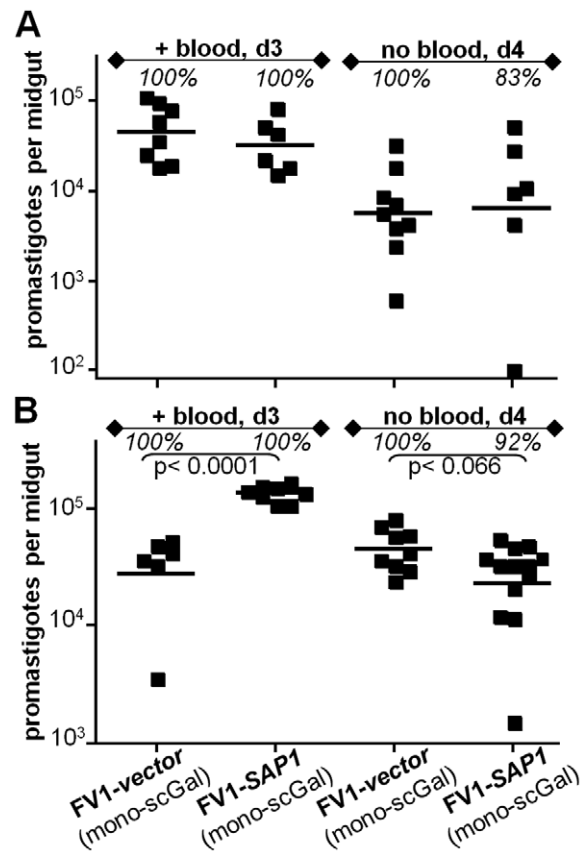 A
+ blood, d3 no blood, d4
100% 100% 100% 83%
promastigotes per midgut
10^5
10^4
10^3
10^2
B
+ blood, d3 no blood, d4
100% 100% 100% 92%
p< 0.0001 p< 0.066
promastigotes per midgut
10^5
10^4
10^3
FV1-vector
(mono-scGal)
FV1-SAP1
(mono-scGal)
FV1-vector
(mono-scGal)
FV1-SAP1
(mono-scGal)